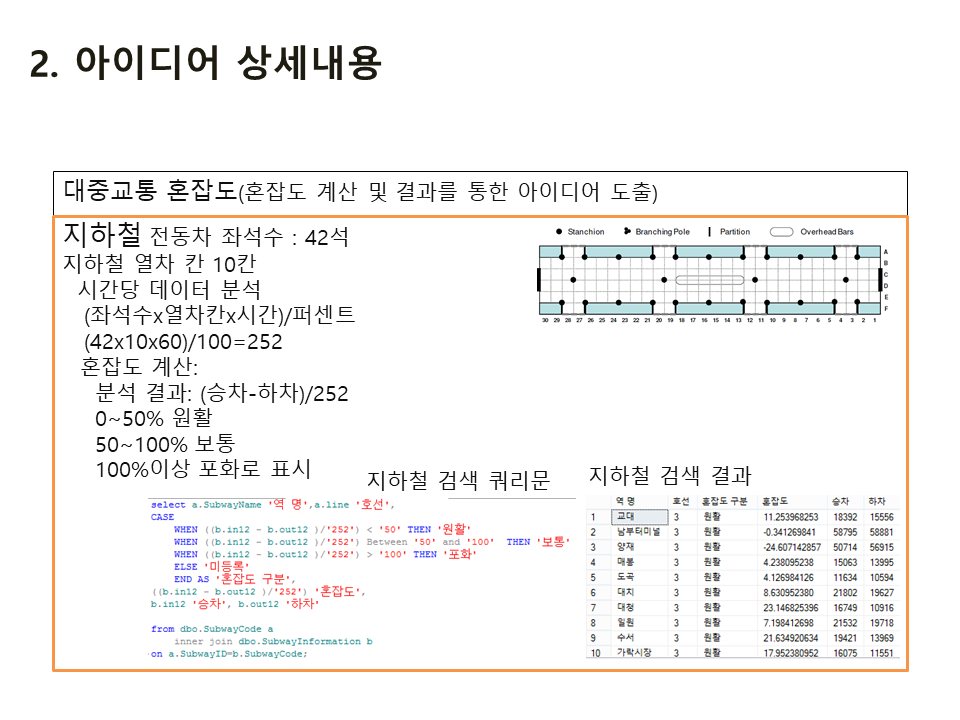 2. 아이디어 상세내용
대중교통 혼잡도(혼잡도 계산 및 결과를 통한 아이디어 도출)
지하철 전동차 좌석수 : 42석
지하철 열차 칸 10칸
시간당 데이터 분석
(좌석수x열차칸x시간)/퍼센트
(42x10x60)/100=252
혼잡도 계산:
분석 결과: (승차-하차)/252
0~50% 원활
50~100% 보통
100%이상 포화로 표시
Stanchion Branching Pole Partition Overhead Bars
A
B
C
D
E
F
30 29 28 27 26 25 24 23 22 21 20 19 18 17 16 15 14 13 12 11 10 9 8 7 6 5 4 3 2 1
지하철 검색 쿼리문
select a.SubwayName '역 명',a.line '호선',
CASE
WHEN ((b.in12 - b.out12 )/'252') < '50' THEN '원활'
WHEN ((b.in12 - b.out12 )/'252') Between '50' and '100' THEN '보통'
WHEN ((b.in12 - b.out12 )/'252') > '100' THEN '포화'
ELSE '미등록'
END AS '혼잡도 구분',
((b.in12 - b.out12 )/'252') '혼잡도',
b.in12 '승차', b.out12 '하차'
from dbo.SubwayCode a
inner join dbo.SubwayInformation b
on a.SubwayID=b.SubwayCode;
지하철 검색 결과
역 명 호선 혼잡도 구분 혼잡도 승차 하차
1 교대 3 원활 11.253968253 18392 15556
2 남부터미널 3 원활 -0.341269841 58795 58881
3 양재 3 원활 -24.607142857 50714 56915
4 매봉 3 원활 4.238095238 15063 13995
5 도곡 3 원활 4.126984126 11634 10594
6 대치 3 원활 8.630952380 21802 19627
7 대청 3 원활 23.146825396 16749 10916
8 일원 3 원활 7.198412698 21532 19718
9 수서 3 원활 21.634920634 19421 13969
10 가락시장 3 원활 17.952380952 16075 11551